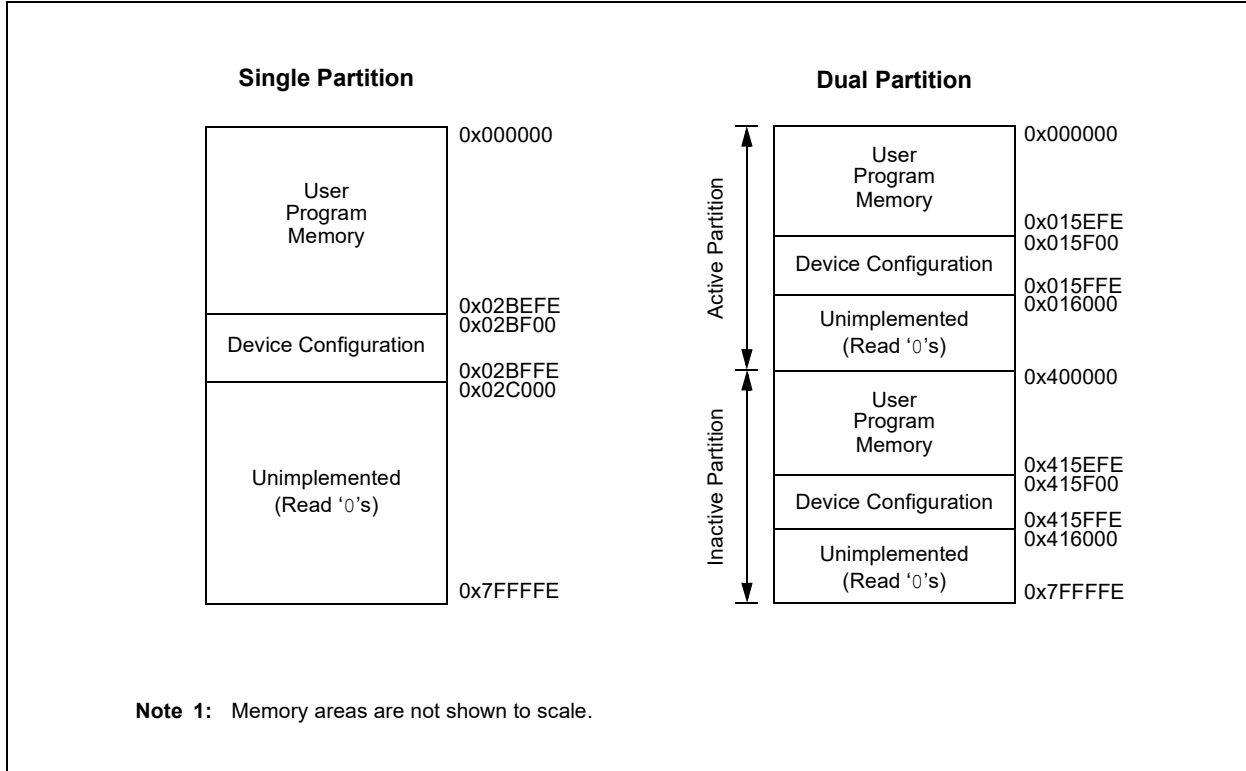 Single Partition
0x000000
User
Program
Memory
0x02BEFE
0x02BF00
Device Configuration
0x02BFFE
0x02C000
Unimplemented
(Read ‘0’s)
0x7FFFFE
Dual Partition
Active Partition
0x000000
User
Program
Memory
0x015EFE
0x015F00
Device Configuration
0x015FFE
0x016000
Unimplemented
(Read ‘0’s)
Inactive Partition
0x400000
User
Program
Memory
0x415EFE
0x415F00
Device Configuration
0x415FFE
0x416000
Unimplemented
(Read ‘0’s)
0x7FFFFE
Note 1: Memory areas are not shown to scale.